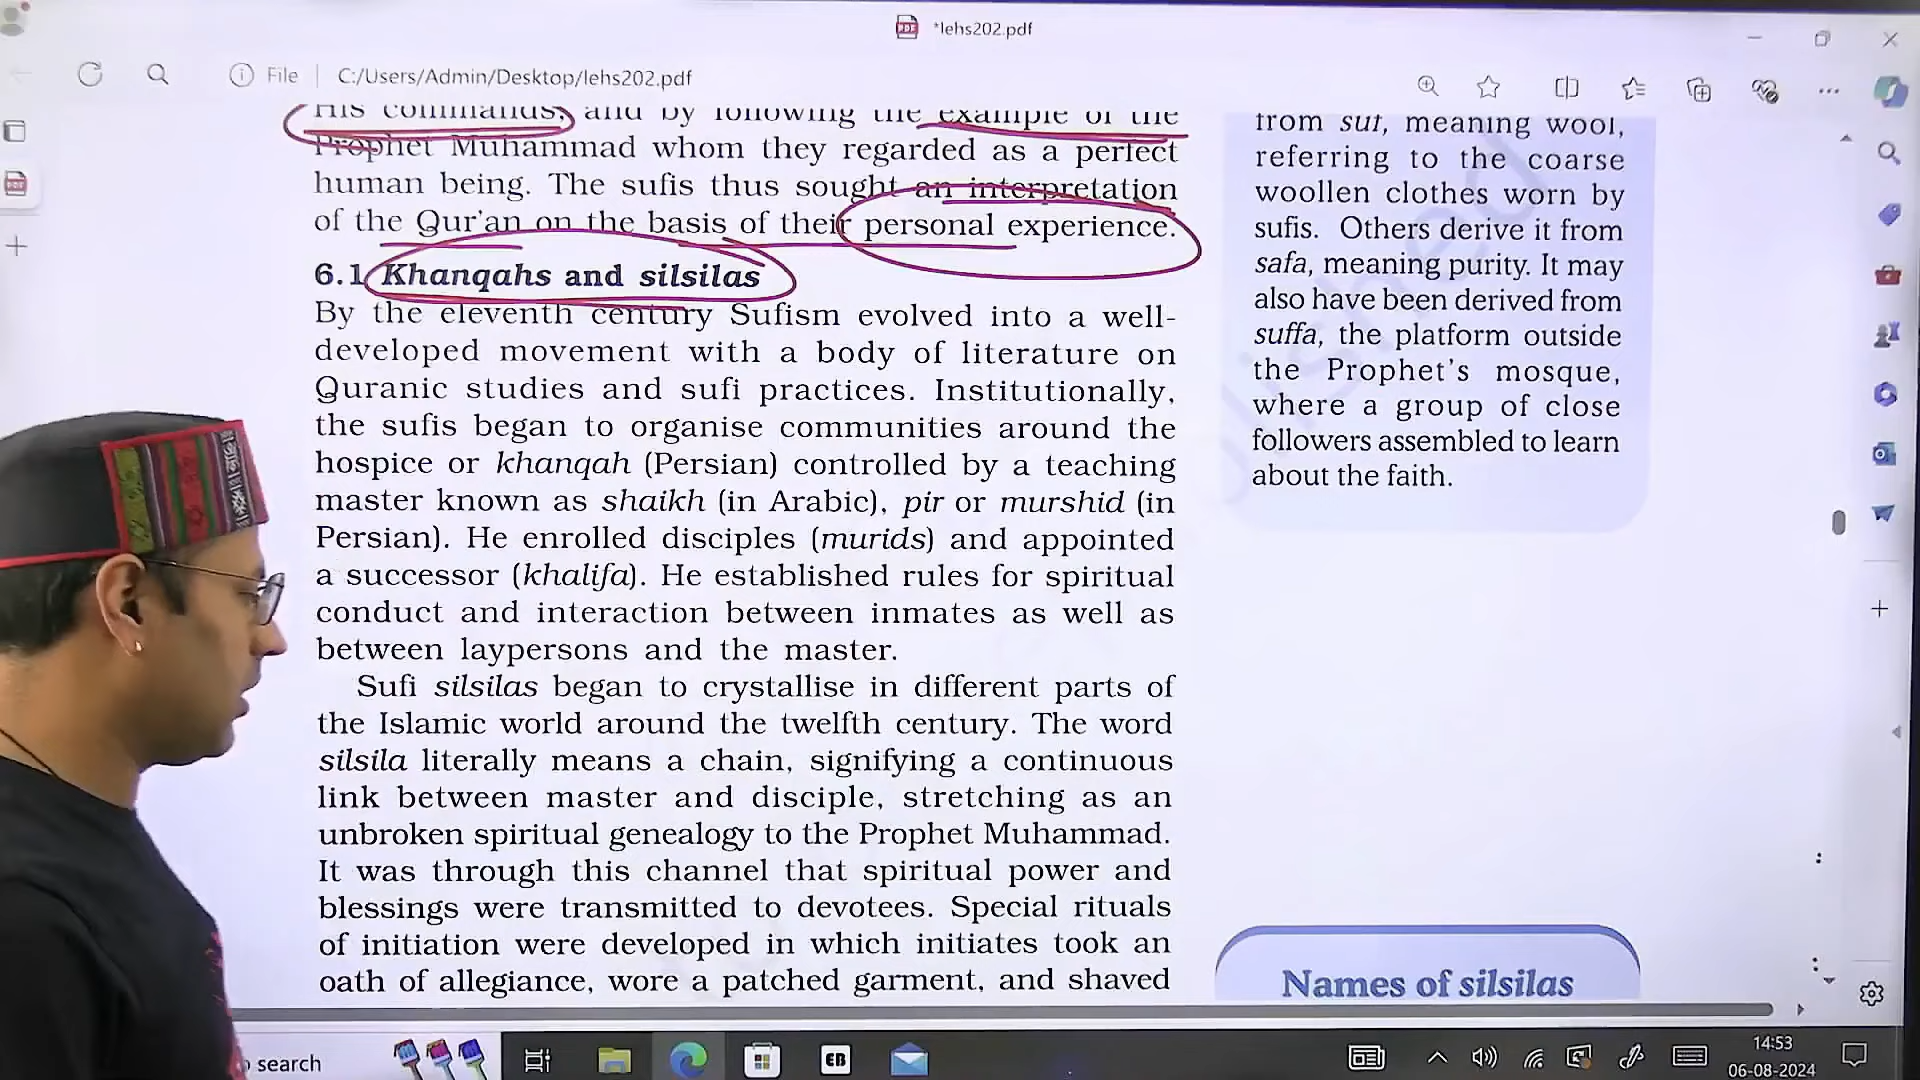 *lehs202.pdf
File
C:/Users/Admin/Desktop/lehs202.pdf
His commands, and by following the example of the
Prophet Muhammad whom they regarded as a perfect
human being. The sufis thus sought an interpretation
of the Qur'an on the basis of their personal experience.
6.1 Khanqahs and silsilas
By the eleventh century Sufism evolved into a well-
developed movement with a body of literature on
Quranic studies and sufi practices. Institutionally,
the sufis began to organise communities around the
hospice or khanqah (Persian) controlled by a teaching
master known as shaikh (in Arabic), pir or murshid (in
Persian). He enrolled disciples (murids) and appointed
a successor (khalifa). He established rules for spiritual
conduct and interaction between inmates as well as
between laypersons and the master.
Sufi silsilas began to crystallise in different parts of
the Islamic world around the twelfth century. The word
silsila literally means a chain, signifying a continuous
link between master and disciple, stretching as an
unbroken spiritual genealogy to the Prophet Muhammad.
It was through this channel that spiritual power and
blessings were transmitted to devotees. Special rituals
of initiation were developed in which initiates took an
oath of allegiance, wore a patched garment, and shaved
from suf, meaning wool,
referring to the coarse
woollen clothes worn by
sufis. Others derive it from
safa, meaning purity. It may
also have been derived from
suffa, the platform outside
the Prophet's mosque,
where a group of close
followers assembled to learn
about the faith.
Names of silsilas
search
EB
14:53
06-08-2024